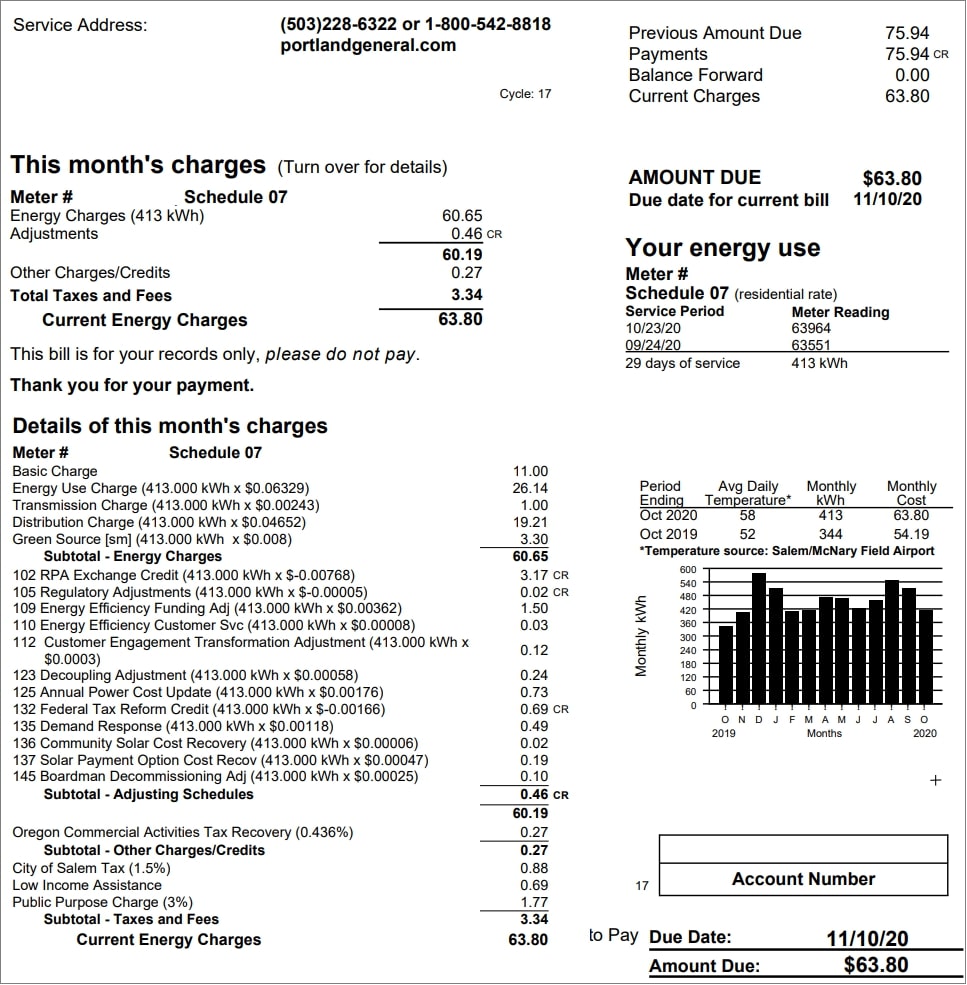 Service Address:
(503)228-6322 or 1-800-542-8818
portlandgeneral.com
Cycle: 17
Previous Amount Due 75.94
Payments 75.94 CR
Balance Forward 0.00
Current Charges 63.80
This month's charges (Turn over for details)
Meter # Schedule 07
Energy Charges (413 kWh) 60.65
Adjustments 0.46 CR
60.19
Other Charges/Credits 0.27
Total Taxes and Fees 3.34
Current Energy Charges 63.80
This bill is for your records only, please do not pay.
Thank you for your payment.
AMOUNT DUE $63.80
Due date for current bill 11/10/20
Your energy use
Meter #
Schedule 07 (residential rate)
Service Period Meter Reading
10/23/20 63964
09/24/20 63551
29 days of service 413 kWh
Details of this month's charges
Meter # Schedule 07
Basic Charge 11.00
Energy Use Charge (413.000 kWh x $0.06329) 26.14
Transmission Charge (413.000 kWh x $0.00243) 1.00
Distribution Charge (413.000 kWh x $0.04652) 19.21
Green Source [sm] (413.000 kWh x $0.008) 3.30
Subtotal - Energy Charges 60.65
102 RPA Exchange Credit (413.000 kWh x $-0.00768) 3.17 CR
105 Regulatory Adjustments (413.000 kWh x $-0.00005) 0.02 CR
109 Energy Efficiency Funding Adj (413.000 kWh x $0.00362) 1.50
110 Energy Efficiency Customer Svc (413.000 kWh x $0.00008) 0.03
112 Customer Engagement Transformation Adjustment (413.000 kWh x
$0.0003) 0.12
123 Decoupling Adjustment (413.000 kWh x $0.00058) 0.24
125 Annual Power Cost Update (413.000 kWh x $0.00176) 0.73
132 Federal Tax Reform Credit (413.000 kWh x $-0.00166) 0.69 CR
135 Demand Response (413.000 kWh x $0.00118) 0.49
136 Community Solar Cost Recovery (413.000 kWh x $0.00006) 0.02
137 Solar Payment Option Cost Recov (413.000 kWh x $0.00047) 0.19
145 Boardman Decommissioning Adj (413.000 kWh x $0.00025) 0.10
Subtotal - Adjusting Schedules 0.46 CR
60.19
Oregon Commercial Activities Tax Recovery (0.436%) 0.27
Subtotal - Other Charges/Credits 0.27
City of Salem Tax (1.5%) 0.88
Low Income Assistance 0.69
Public Purpose Charge (3%) 1.77
Subtotal - Taxes and Fees 3.34
Current Energy Charges 63.80
Period Avg Daily Monthly Monthly
Ending Temperature* kWh Cost
Oct 2020 58 413 63.80
Oct 2019 52 344 54.19
*Temperature source: Salem/McNary Field Airport
Monthly kWh
600
540
480
420
360
300
240
180
120
60
0
O N D J F M A M J J A S O
2019 Months 2020
17
Account Number
to Pay
Due Date: 11/10/20
Amount Due: $63.80